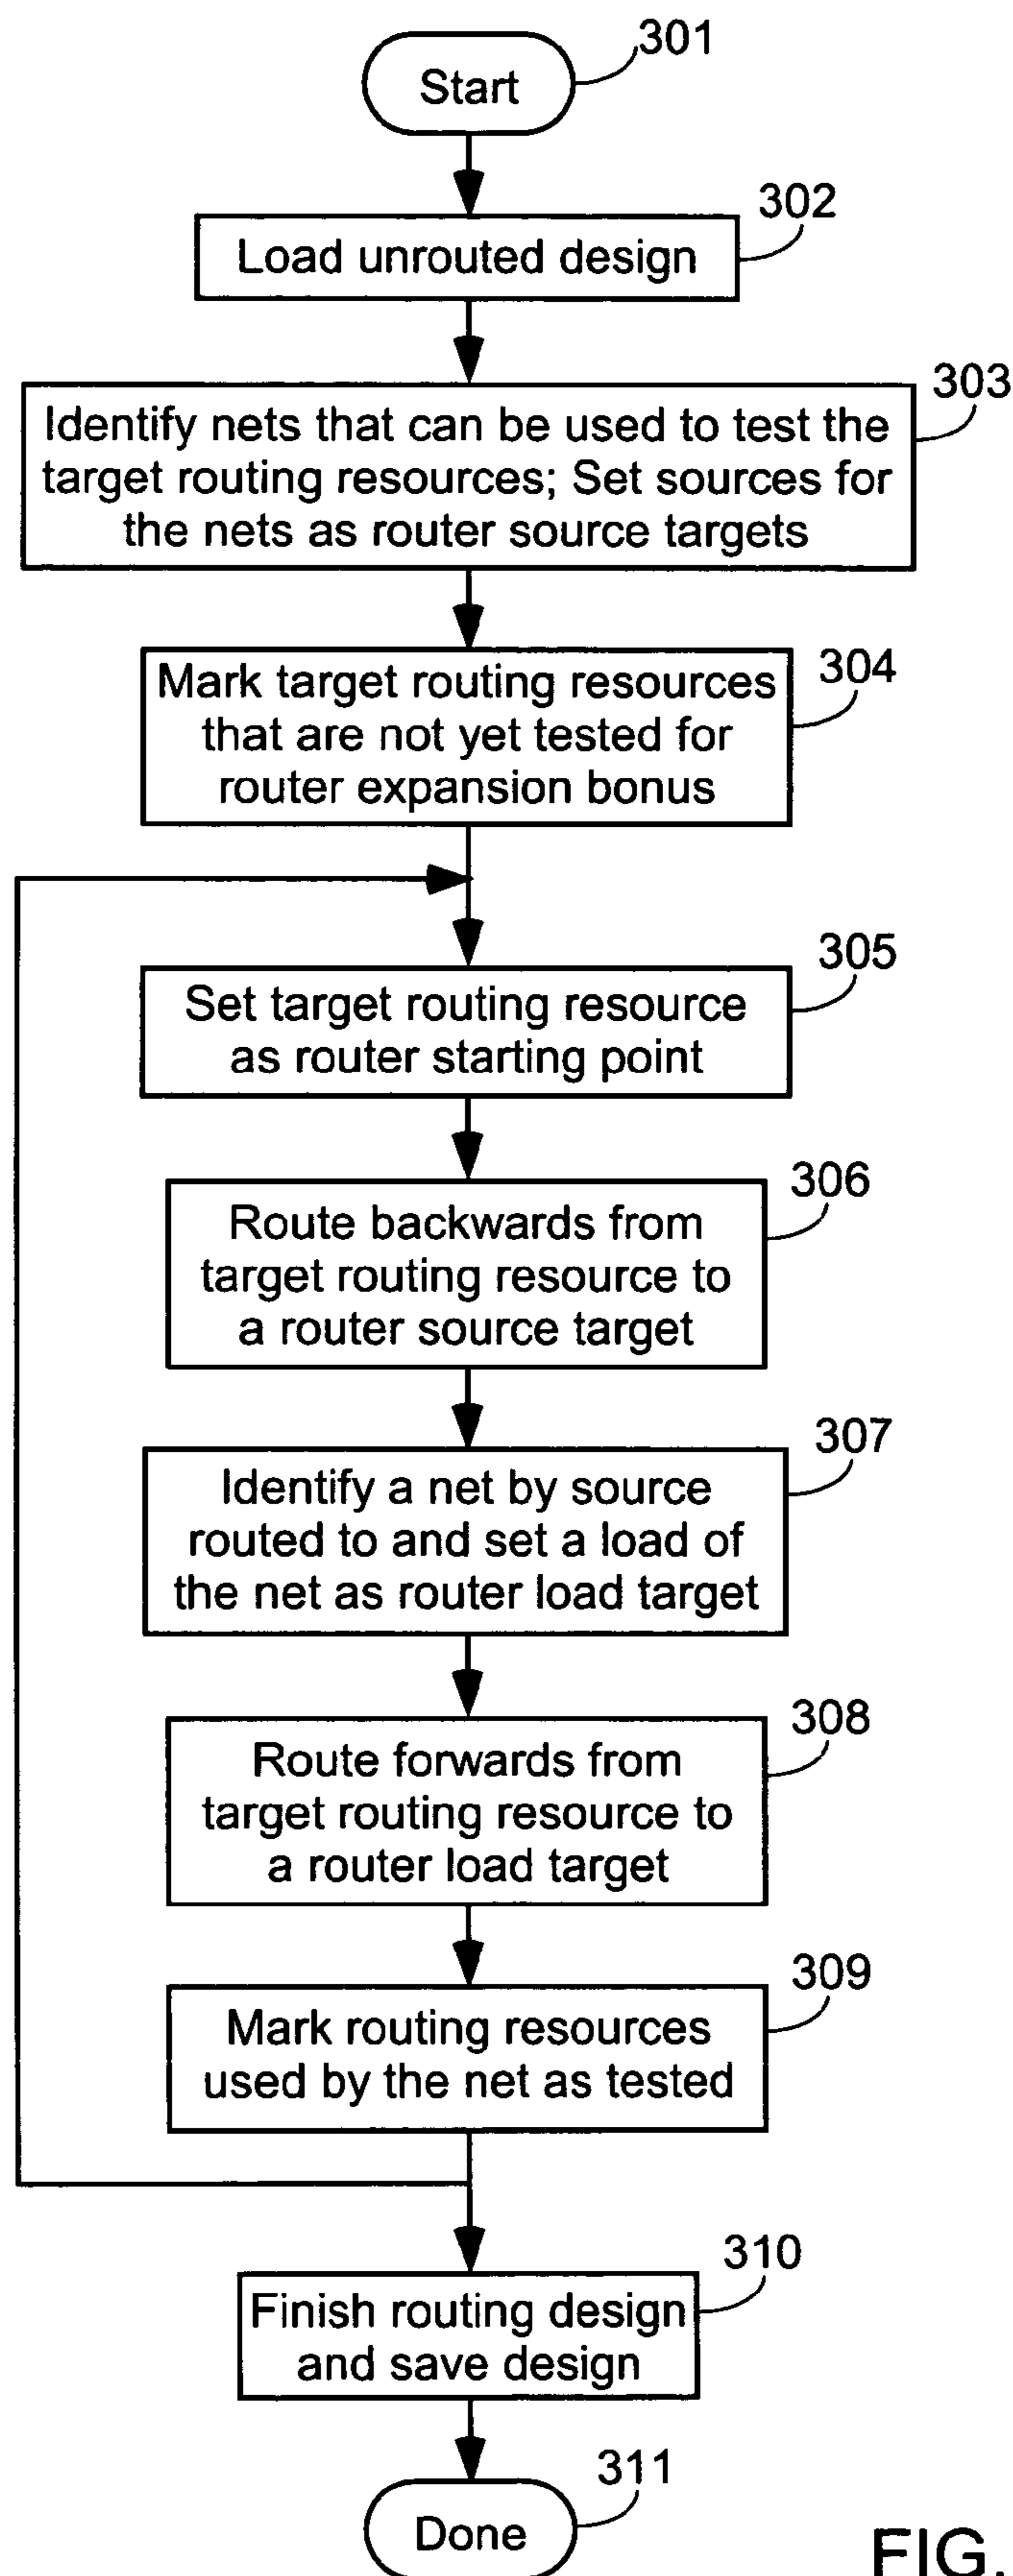 301
Start
302
Load unrouted design
303
Identify nets that can be used to test the
target routing resources; Set sources for
the nets as router source targets
304
Mark target routing resources
that are not yet tested for
router expansion bonus
305
Set target routing resource
as router starting point
306
Route backwards from
target routing resource to
a router source target
307
Identify a net by source
routed to and set a load of
the net as router load target
308
Route forwards from
target routing resource to
a router load target
309
Mark routing resources
used by the net as tested
310
Finish routing design
and save design
311
Done
FIG.